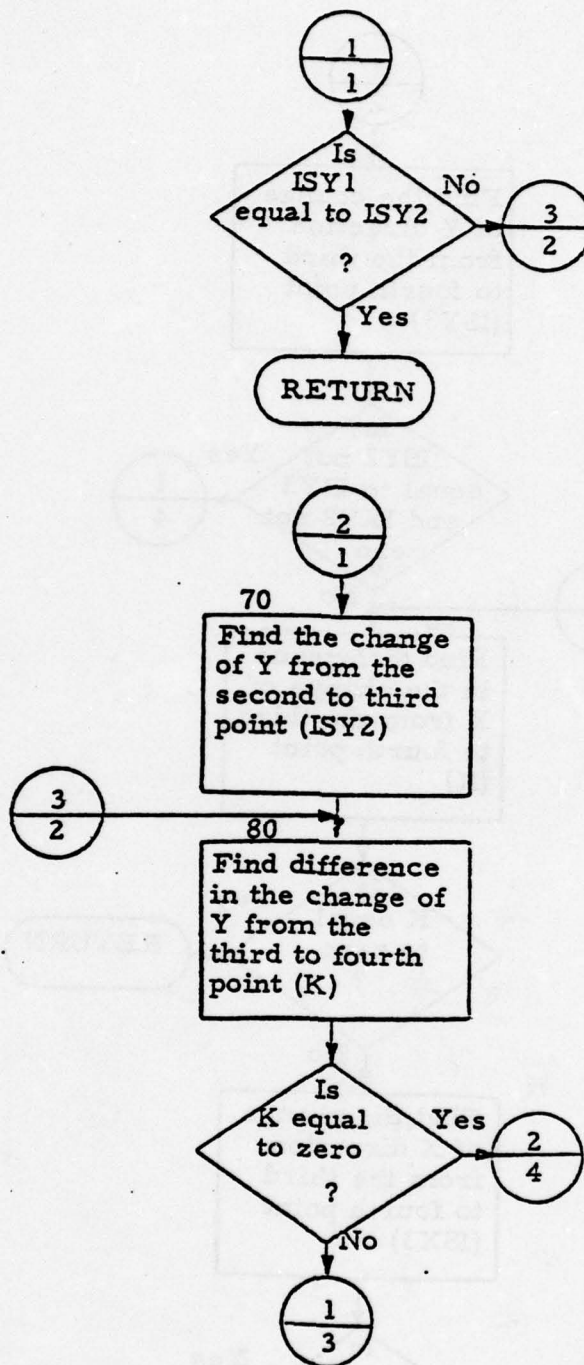 1
1
Is
ISY1
equal to ISY2
?
No
3
2
Yes
RETURN
2
1
70
Find the change
of Y from the
second to third
point (ISY2)
3
2
80
Find difference
in the change of
Y from the
third to fourth
point (K)
Is
K equal
to zero
?
Yes
2
4
No
1
3